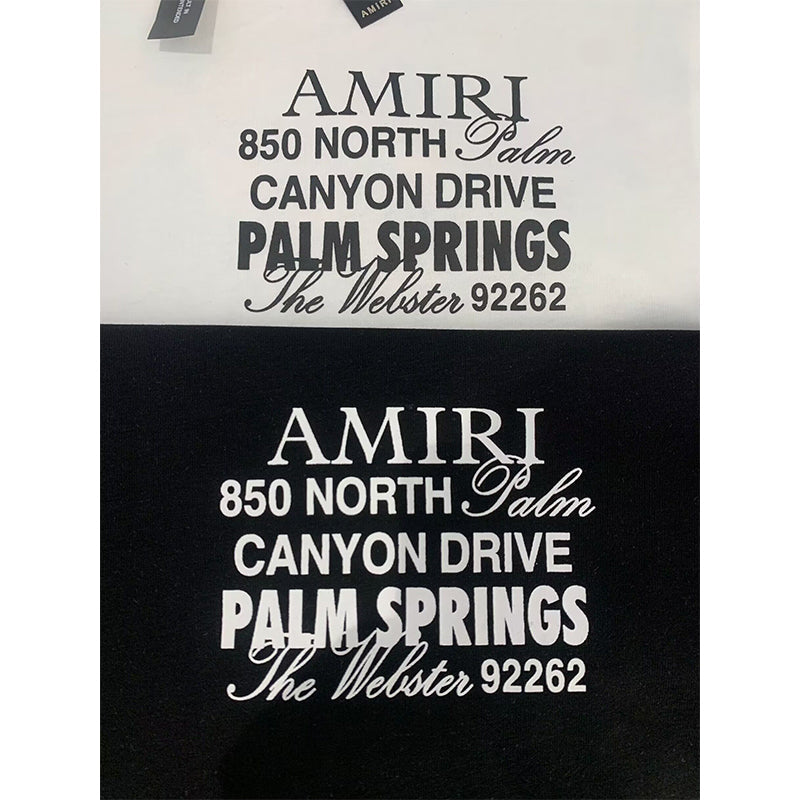 AMIRI
AMIRI
850 NORTH Palm
CANYON DRIVE
PALM SPRINGS
The Webster 92262
AMIRI
850 NORTH Palm
CANYON DRIVE
PALM SPRINGS
The Webster 92262